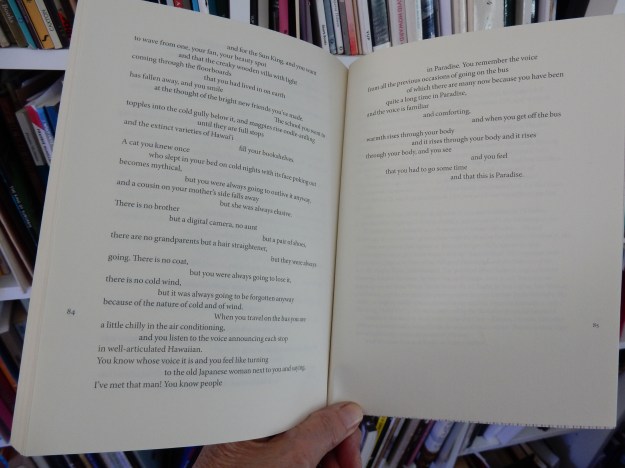 and for the Sun King, and you want
to wave from one, your fan, your beauty spot
and that the creaky wooden villa with light
coming through the floorboards
that you had lived in on earth
has fallen away, and you smile
at the thought of the bright new friends you've made.
The school you went to
topples into the cold gully below it, and maggots rise
until they are full stops
and the extinct varieties of Hawai'i
fill your bookshelves.
A cat you knew once
who slept in your bed on cold nights with its face poking out
becomes mythical,
but you were always going to outlive it anyway,
and a cousin on your mother's side falls away
but she was always elusive.
There is no brother
but a digital camera, no aunt
but a pair of shoes,
there are no grandparents but a hair straightener,
but they were always
going. There is no coat,
but you were always going to lose it,
there is no cold wind,
but it was always going to be forgotten anyway
because of the nature of cold and of wind.
When you travel on the bus you are
a little chilly in the air conditioning,
and you listen to the voice announcing each stop
in well-articulated Hawaiian.
You know whose voice it is and you feel like turning
to the old Japanese woman next to you and saying,
I've met that man! You know people
84
in Paradise. You remember the voice
from all the previous occasions of going on the bus
of which there are many now because you have been
quite a long time in Paradise,
and the voice is familiar
and comforting,
and when you get off the bus
warmth rises through your body
and it rises through your body and it rises
through your body, and you see
and you feel
that you had to go some time
and that this is Paradise.
85